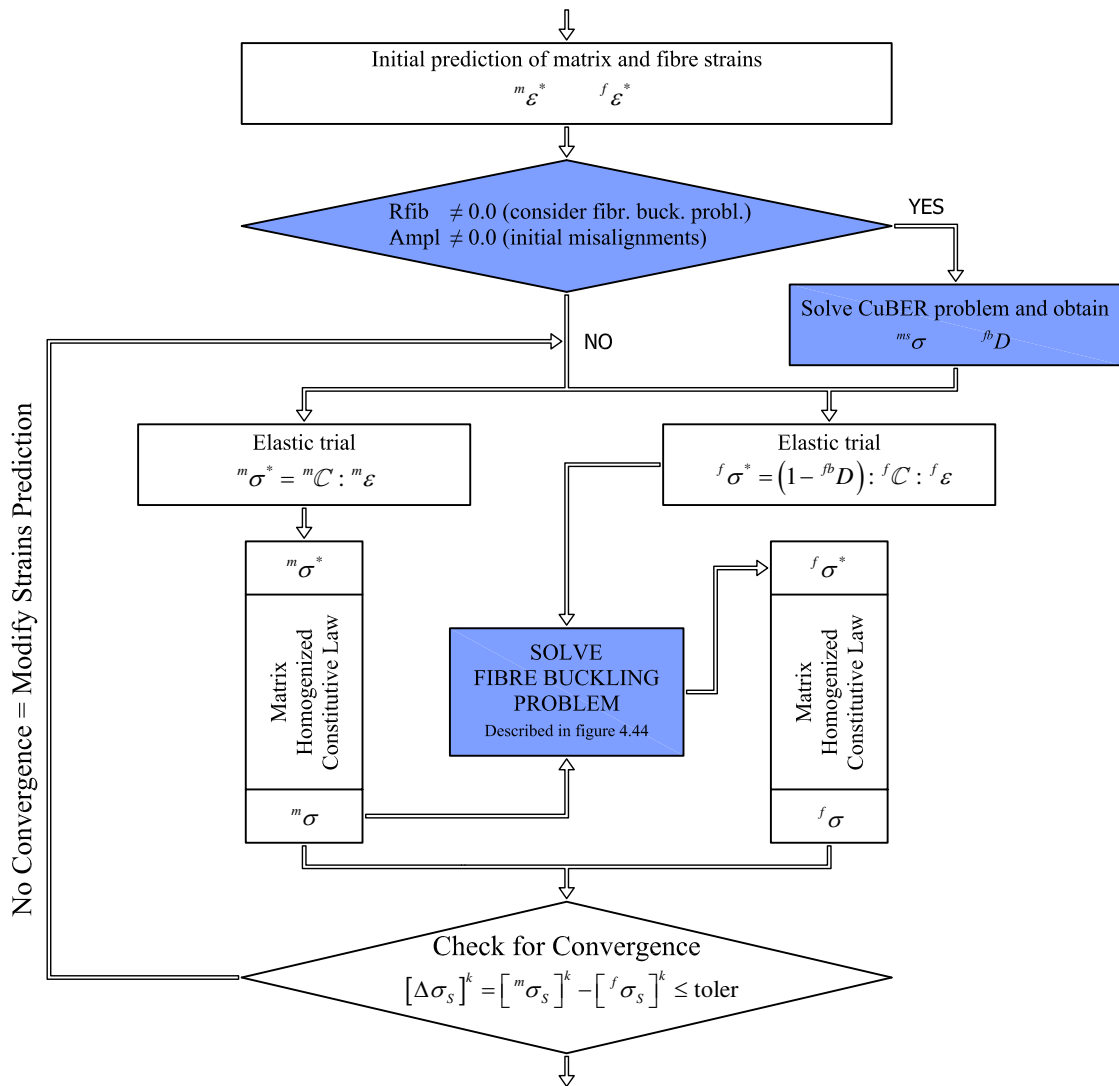 Initial prediction of matrix and fibre strains
ᵐε* ᶠε*
Rfib ≠ 0.0 (consider fibr. buck. probl.)
Ampl ≠ 0.0 (initial misalignments)
YES
Solve CuBER problem and obtain
ᵐˢσ ᶠᵇD
NO
No Convergence = Modify Strains Prediction
Elastic trial
ᵐσ* = ᵐℂ : ᵐε
Elastic trial
ᶠσ* = (1 − ᶠᵇD) : ᶠℂ : ᶠε
ᵐσ*
Matrix
Homogenized
Constitutive Law
ᵐσ
SOLVE
FIBRE BUCKLING
PROBLEM
Described in figure 4.44
ᶠσ*
Matrix
Homogenized
Constitutive Law
ᶠσ
Check for Convergence
[Δσ_S]ᵏ = [ᵐσ_S]ᵏ − [ᶠσ_S]ᵏ ≤ toler